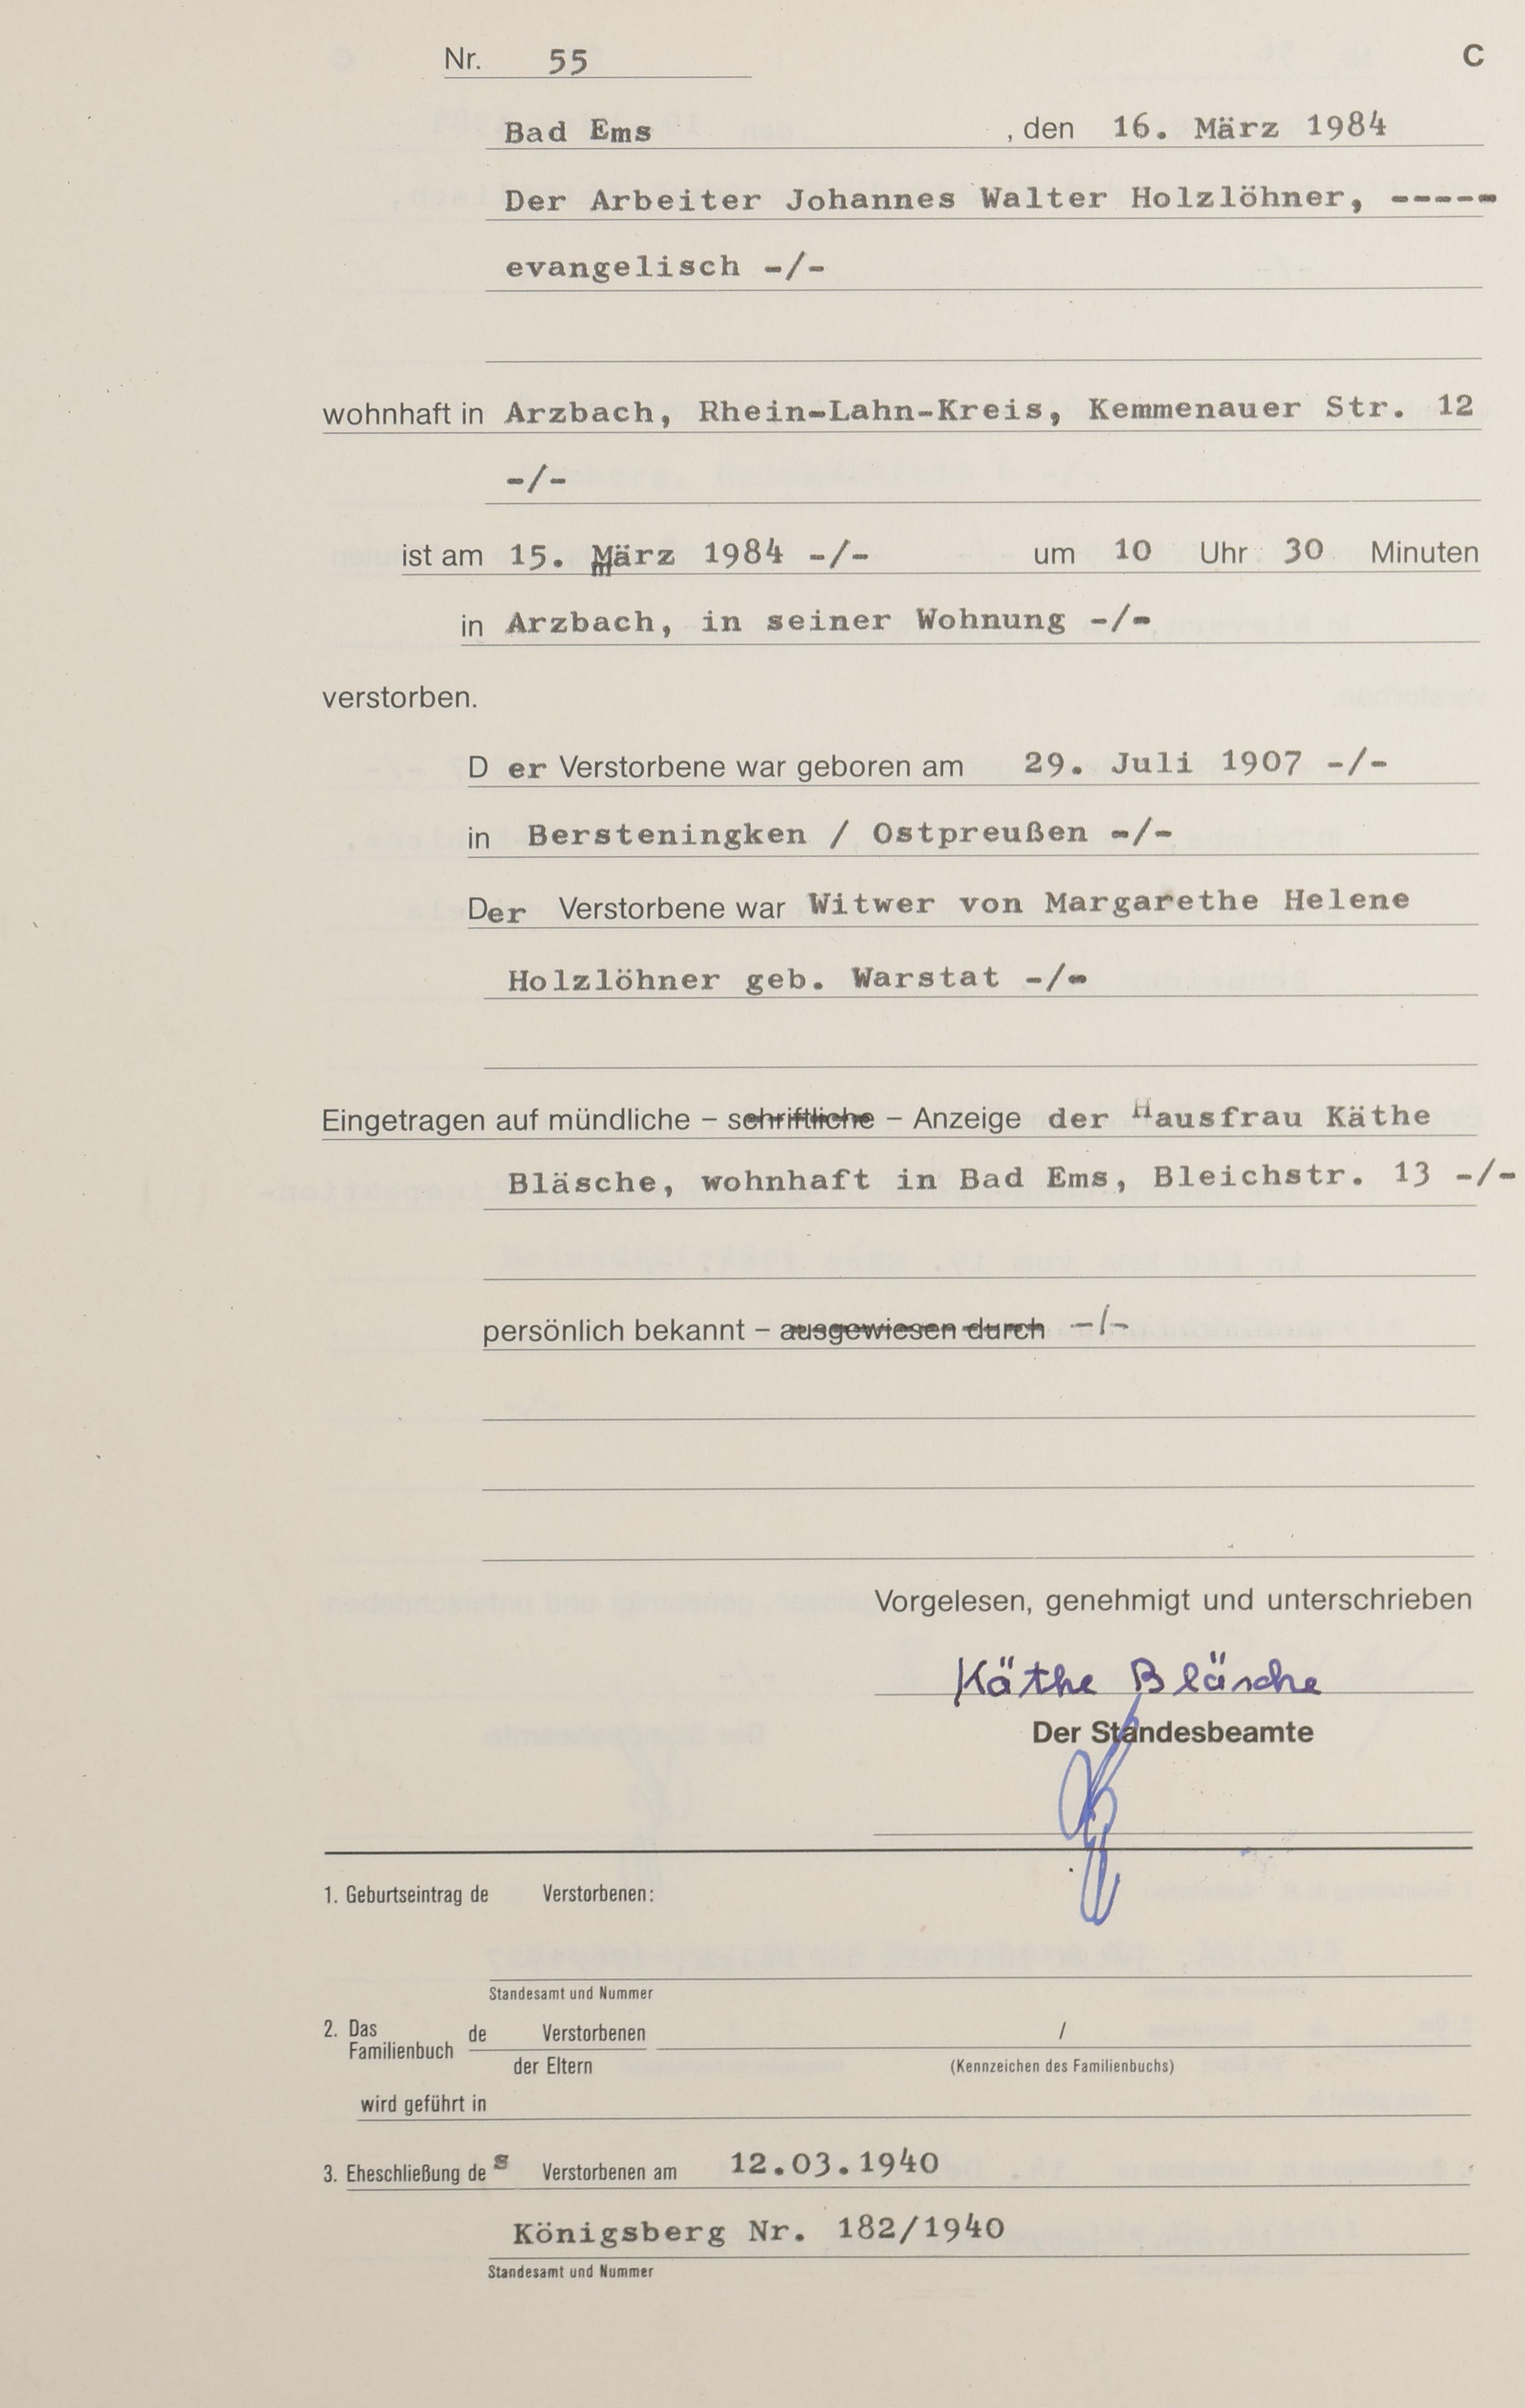 Nr. 55 C
Bad Ems , den 16. März 1984
Der Arbeiter Johannes Walter Holzlöhner, -----
evangelisch -/-
wohnhaft in Arzbach, Rhein-Lahn-Kreis, Kemmenauer Str. 12
-/-
ist am 15. März 1984 -/- um 10 Uhr 30 Minuten
in Arzbach, in seiner Wohnung -/-
verstorben.
D er Verstorbene war geboren am 29. Juli 1907 -/-
in Bersteningken / Ostpreußen -/-
Der Verstorbene war Witwer von Margarethe Helene
Holzlöhner geb. Warstat -/-
Eingetragen auf mündliche – schriftliche – Anzeige der Hausfrau Käthe
Bläsche, wohnhaft in Bad Ems, Bleichstr. 13 -/-
persönlich bekannt – ausgewiesen durch -/-
Vorgelesen, genehmigt und unterschrieben
Käthe Bläsche
Der Standesbeamte
1. Geburtseintrag de Verstorbenen:
Standesamt und Nummer
2. Das Familienbuch de Verstorbenen /
der Eltern (Kennzeichen des Familienbuchs)
wird geführt in
3. Eheschließung des Verstorbenen am 12.03.1940
Königsberg Nr. 182/1940
Standesamt und Nummer